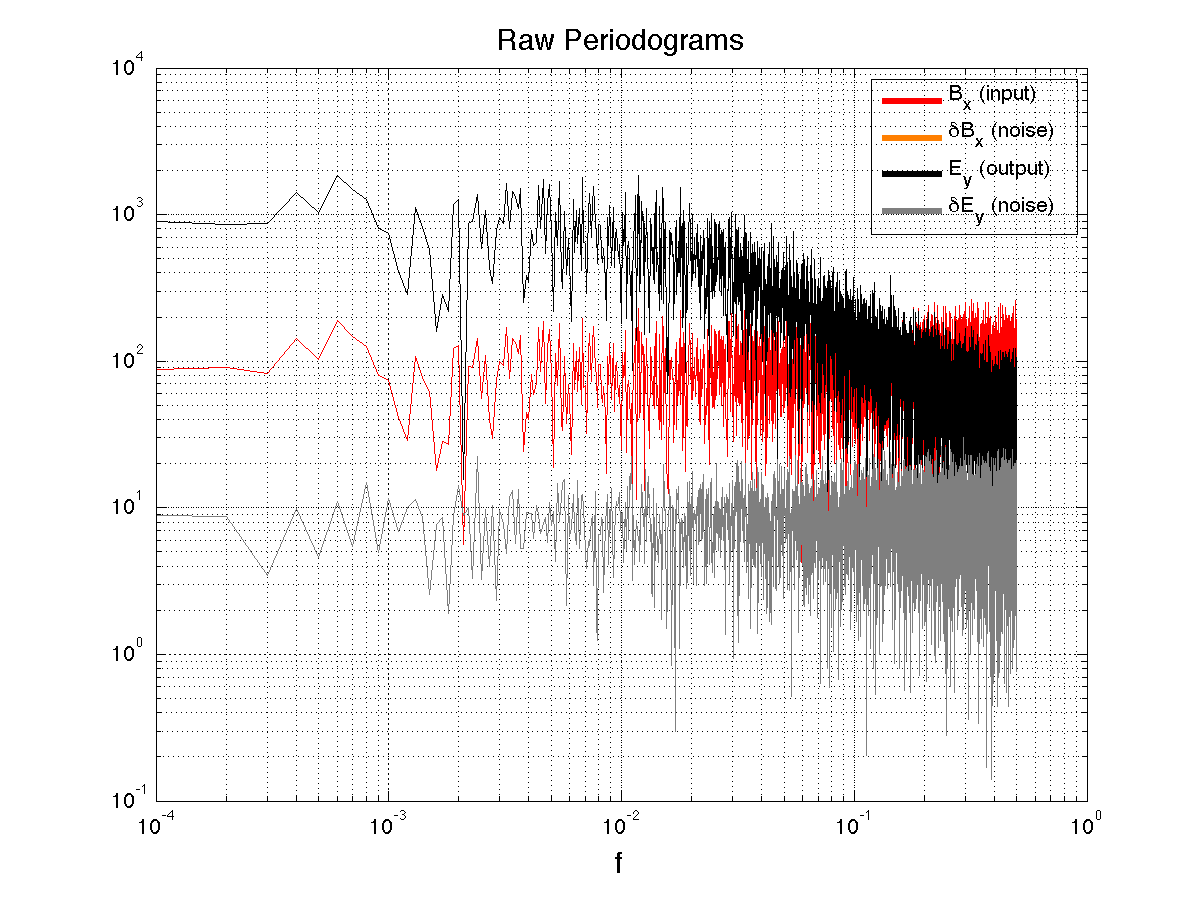 Raw Periodograms
10^4
10^3
10^2
10^1
10^0
10^-1
10^-4
10^-3
10^-2
10^-1
10^0
f
B_x (input)
δB_x (noise)
E_y (output)
δE_y (noise)